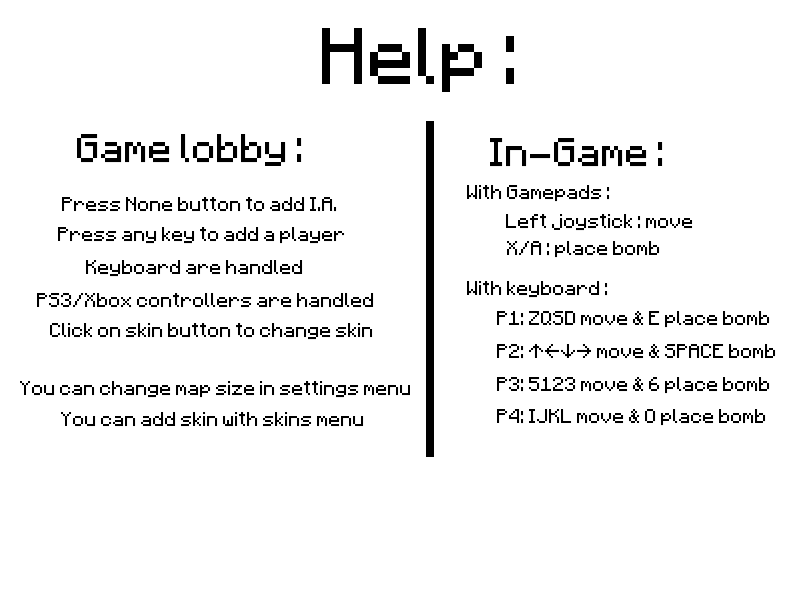 Help :
Game lobby :
Press None button to add I.A.
Press any key to add a player
Keyboard are handled
PS3/Xbox controllers are handled
Click on skin button to change skin
You can change map size in settings menu
You can add skin with skins menu
In-Game :
With Gamepads :
Left joystick : move
X/A : place bomb
With keyboard :
P1: ZQSD move & E place bomb
P2: ↑←↓→ move & SPACE bomb
P3: 5123 move & 6 place bomb
P4: IJKL move & O place bomb